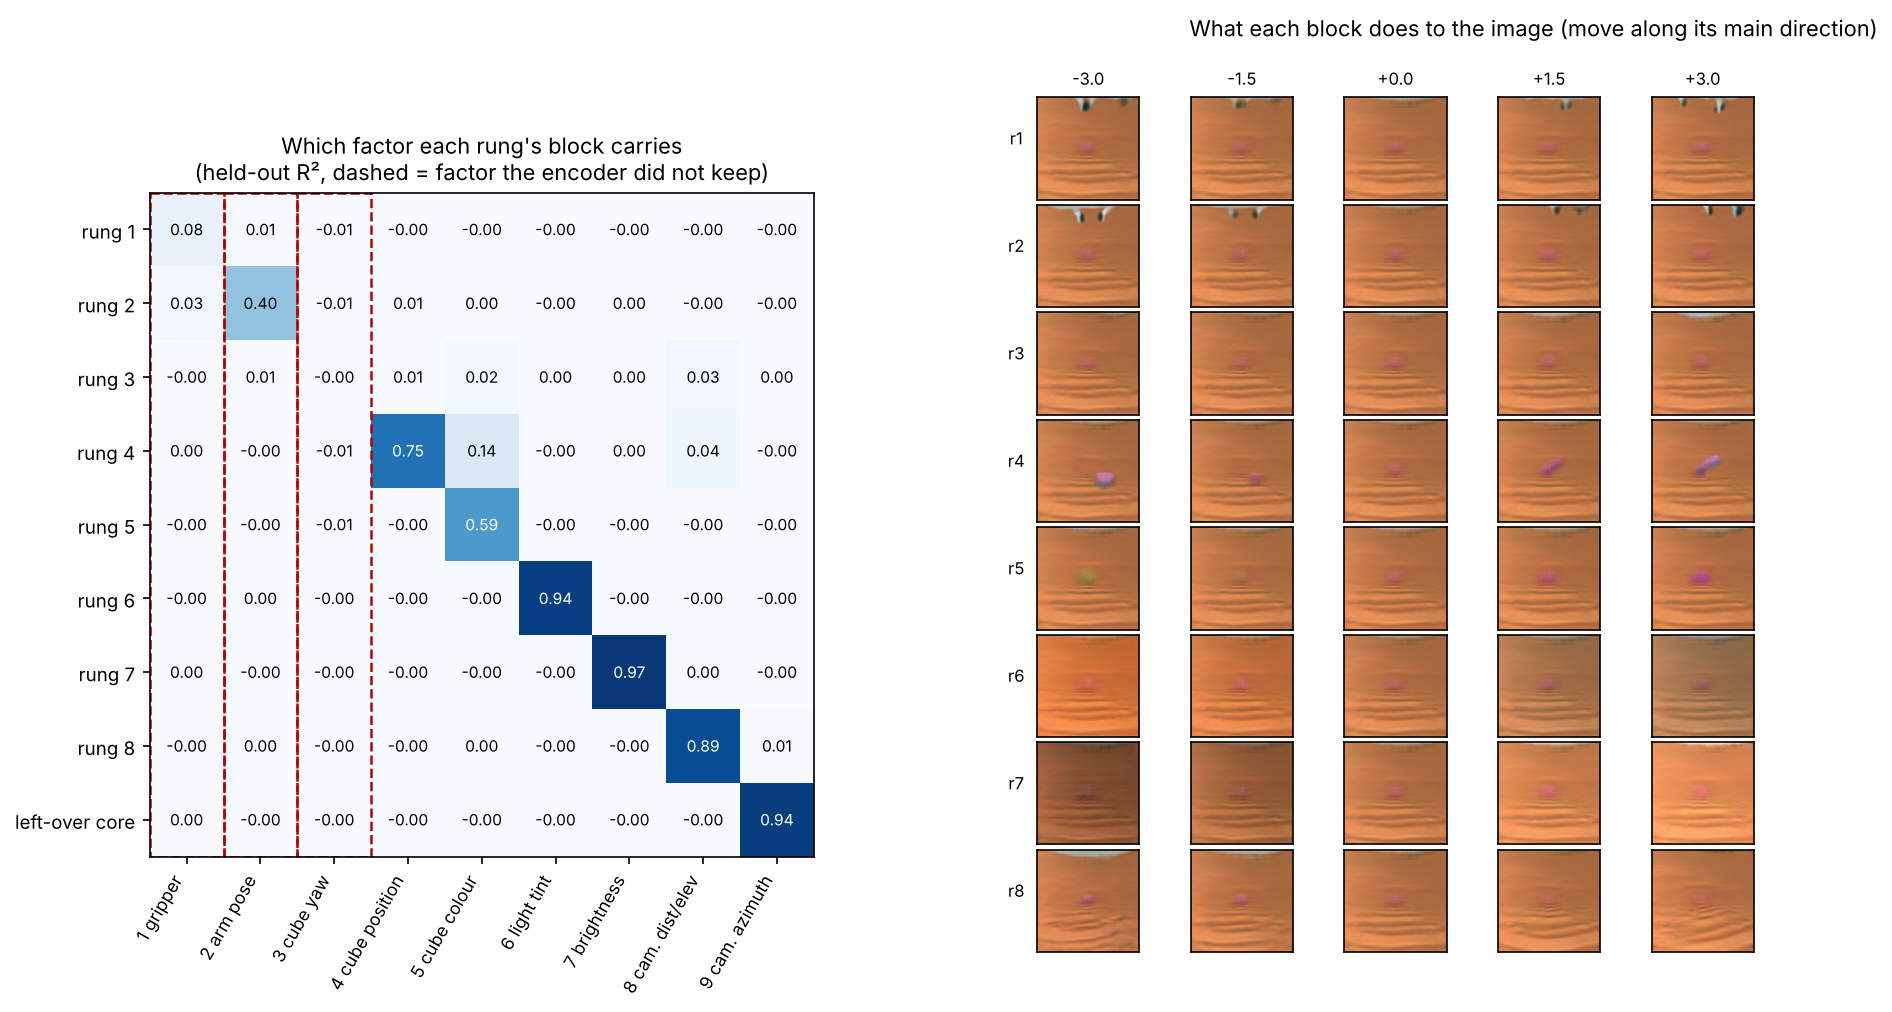 What each block does to the image (move along its main direction)
Which factor each rung's block carries
(held-out R², dashed = factor the encoder did not keep)
rung 1 0.08 0.01 -0.01 -0.00 -0.00 -0.00 -0.00 -0.00 -0.00
rung 2 0.03 0.40 -0.01 0.01 0.00 -0.00 0.00 -0.00 -0.00
rung 3 -0.00 0.01 -0.00 0.01 0.02 0.00 0.00 0.03 0.00
rung 4 0.00 -0.00 -0.01 0.75 0.14 -0.00 0.00 0.04 -0.00
rung 5 -0.00 -0.00 -0.01 -0.00 0.59 -0.00 -0.00 -0.00 -0.00
rung 6 -0.00 0.00 -0.00 -0.00 -0.00 0.94 -0.00 -0.00 -0.00
rung 7 0.00 -0.00 -0.00 -0.00 -0.00 -0.00 0.97 0.00 -0.00
rung 8 -0.00 0.00 -0.00 -0.00 0.00 -0.00 -0.00 0.89 0.01
left-over core 0.00 -0.00 -0.00 -0.00 -0.00 -0.00 -0.00 -0.00 0.94
1 gripper
2 arm pose
3 cube yaw
4 cube position
5 cube colour
6 light tint
7 brightness
8 cam. dist/elev
9 cam. azimuth
-3.0 -1.5 +0.0 +1.5 +3.0
r1
r2
r3
r4
r5
r6
r7
r8